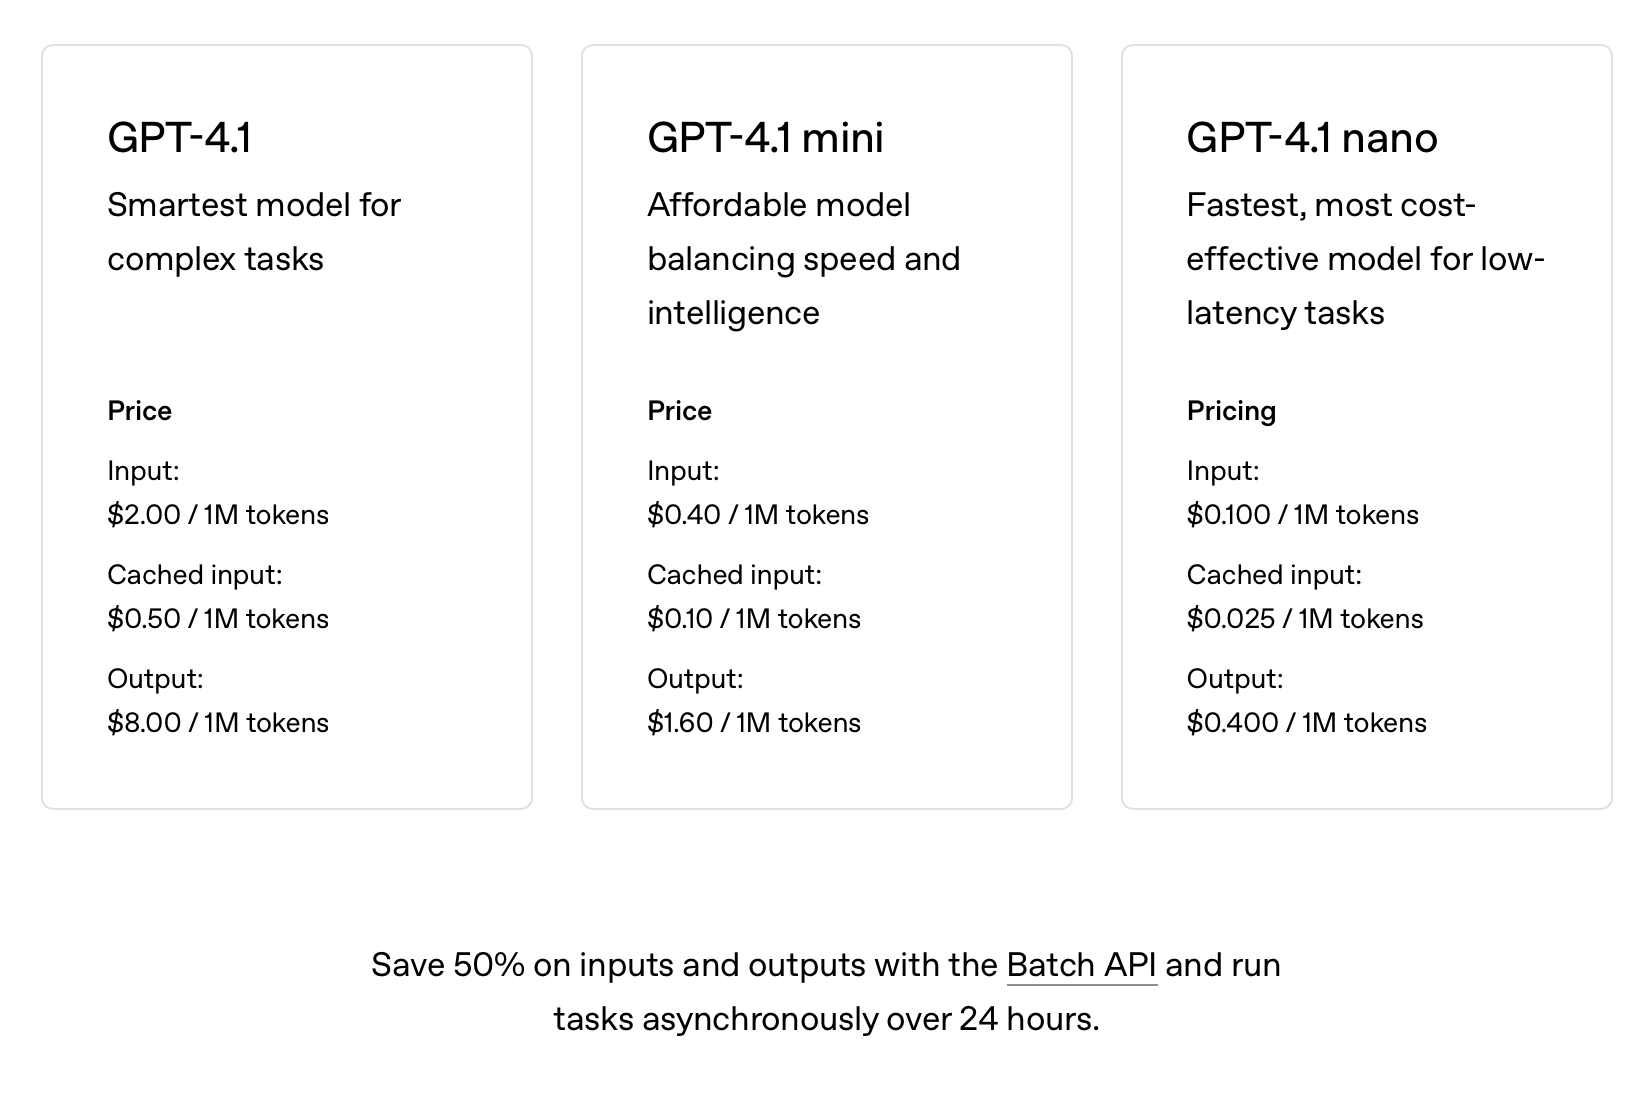 GPT-4.1
Smartest model for
complex tasks
Price
Input:
$2.00 / 1M tokens
Cached input:
$0.50 / 1M tokens
Output:
$8.00 / 1M tokens
GPT-4.1 mini
Affordable model
balancing speed and
intelligence
Price
Input:
$0.40 / 1M tokens
Cached input:
$0.10 / 1M tokens
Output:
$1.60 / 1M tokens
GPT-4.1 nano
Fastest, most cost-
effective model for low-
latency tasks
Pricing
Input:
$0.100 / 1M tokens
Cached input:
$0.025 / 1M tokens
Output:
$0.400 / 1M tokens
Save 50% on inputs and outputs with the Batch API and run
tasks asynchronously over 24 hours.